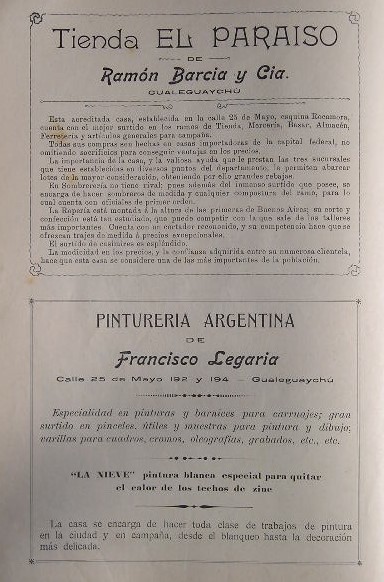 Tienda EL PARAISO
DE
Ramón Barcia y Cia.
GUALEGUAYCHÚ
Esta acreditada casa, establecida en la calle 25 de Mayo, esquina Rocamora,
cuenta con el mejor surtido en los ramos de Tienda, Mercería, Bazar, Almacén,
Ferretería y artículos generales para campaña.
Todas sus compras son hechas en casas importadoras de la capital federal, no
omitiendo sacrificios para conseguir ventajas en los precios.
La importancia de la casa, y la valiosa ayuda que le prestan las tres sucursales
que tiene establecidas en diversos puntos del departamento, le permiten abarcar
lotes de la mayor consideración, obteniendo por ello grandes rebajas.
En Sombrerería no tiene rival; pues además del inmenso surtido que posee, se
encarga de hacer sombreros de medida y cualquier compostura del ramo, para lo
cual cuenta con oficiales de primer orden.
La Ropería está montada á la altura de las primeras de Buenos Aires; su corte y
confección está tan estudiado, que puede competir con la que sale de los talleres
más importantes. Cuenta con un cortador reconocido, y su competencia hace que se
ofrezcan trajes de medida á precios excepcionales.
El surtido de casimires es espléndido.
La modicidad en los precios, y la confianza adquirida entre su numerosa clientela,
hace que esta casa se considere una de las más importantes de la población.
PINTURERIA ARGENTINA
DE
Francisco Legaria
Calle 25 de Mayo 192 y 194 – Gualeguaychú
Especialidad en pinturas y barnices para carruajes; gran
surtido en pinceles, útiles y muestras para pintura y dibujo,
varillas para cuadros, cromos, oleografías, grabados, etc., etc.
"LA NIEVE" pintura blanca especial para quitar
el calor de los techos de zinc
La casa se encarga de hacer toda clase de trabajos de pintura
en la ciudad y en campaña, desde el blanqueo hasta la decoración
más delicada.